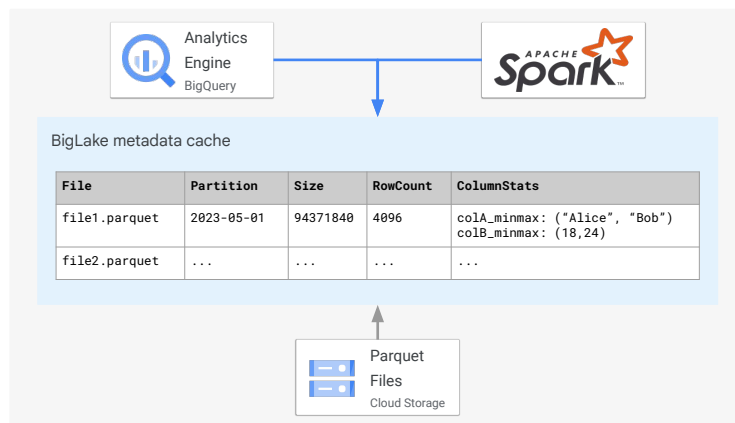 Analytics
Engine
BigQuery
APACHE
Spark™
BigLake metadata cache
File Partition Size RowCount ColumnStats
file1.parquet 2023-05-01 94371840 4096 colA_minmax: (“Alice”, “Bob”)
colB_minmax: (18,24)
file2.parquet ... ... ... ...
Parquet
Files
Cloud Storage